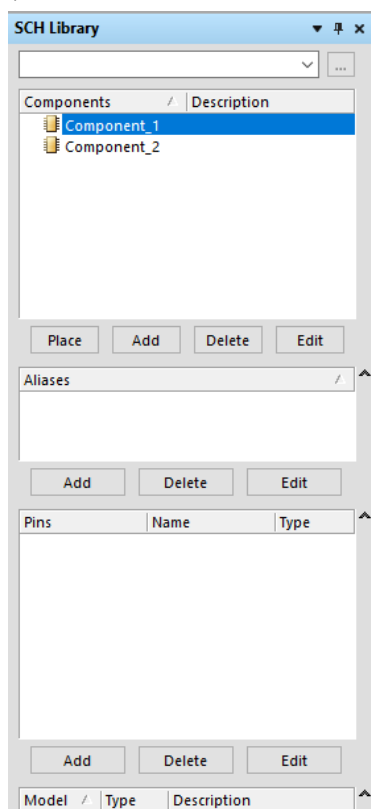 SCH Library
...
Components Description
Component_1
Component_2
Place Add Delete Edit
Aliases
Add Delete Edit
Pins Name Type
Add Delete Edit
Model Type Description